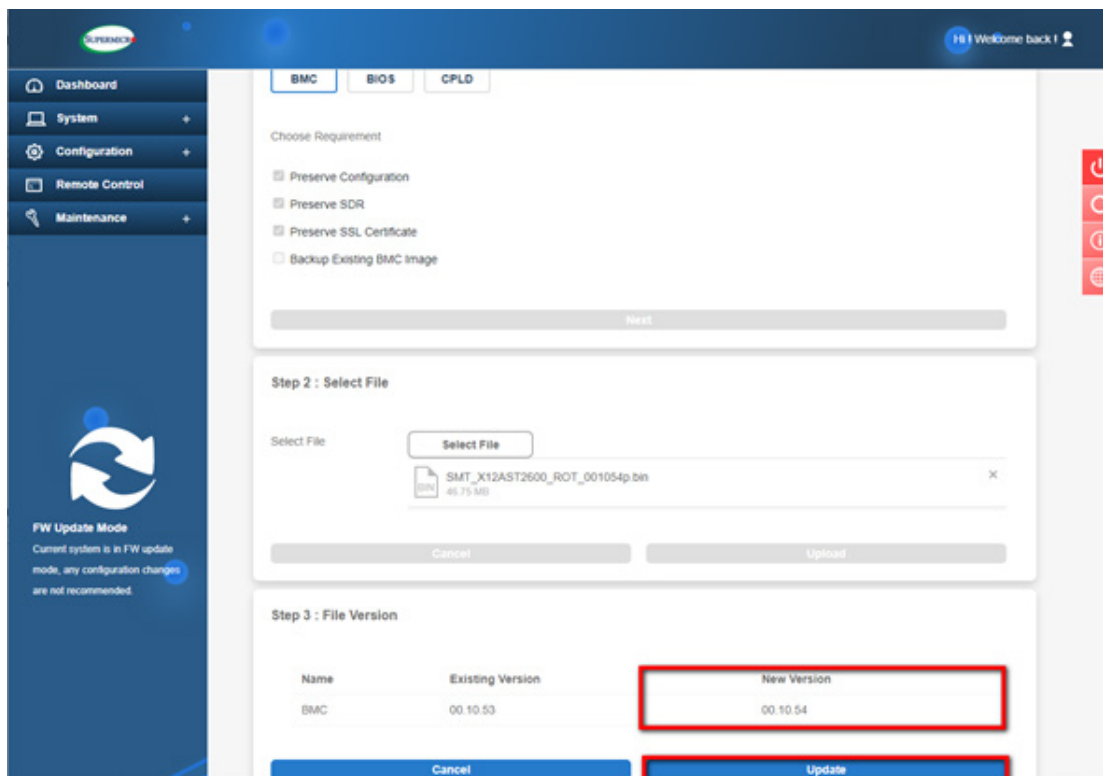 SUPERMICRO
Hi ! Welcome back !
Dashboard
System +
Configuration +
Remote Control
Maintenance +
FW Update Mode
Current system is in FW update
mode, any configuration changes
are not recommended.
BMC BIOS CPLD
Choose Requirement
Preserve Configuration
Preserve SDR
Preserve SSL Certificate
Backup Existing BMC Image
Next
Step 2 : Select File
Select File Select File
BIN SMT_X12AST2600_ROT_001054p.bin
46.75 MB
Cancel Upload
Step 3 : File Version
Name Existing Version New Version
BMC 00.10.53 00.10.54
Cancel Update